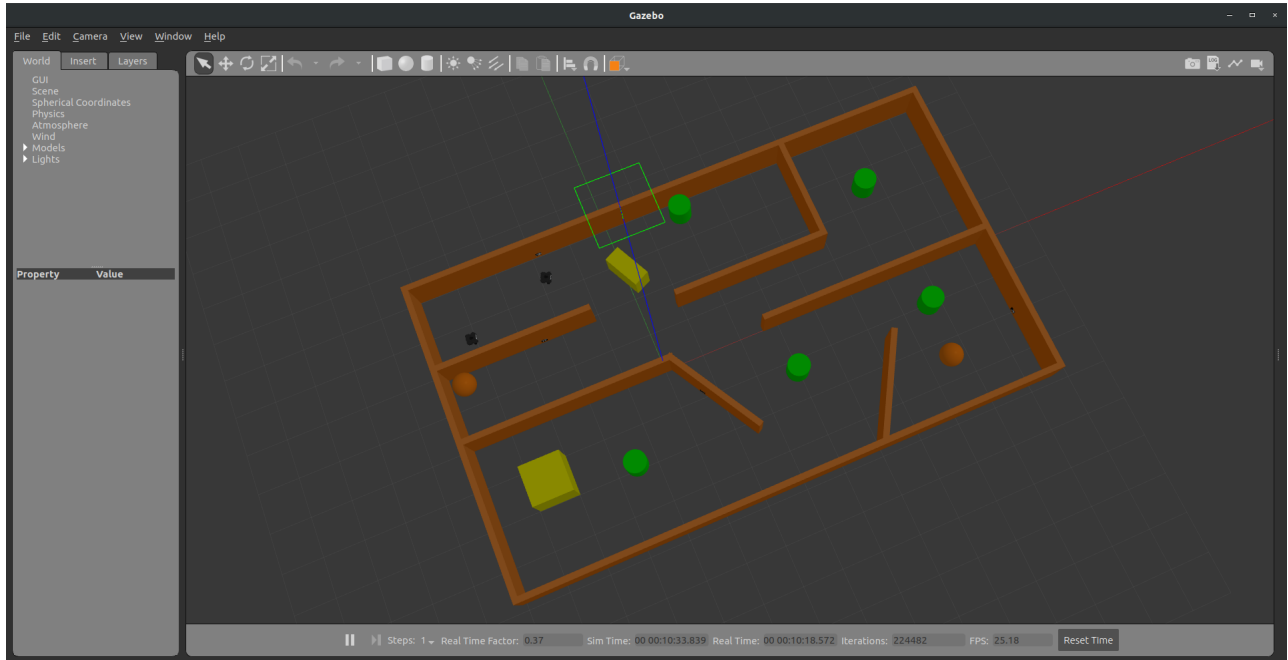 Gazebo
File Edit Camera View Window Help
World Insert Layers
GUI
Scene
Spherical Coordinates
Physics
Atmosphere
Wind
Models
Lights
Property Value
LOG
Steps: 1 Real Time Factor: 0.37 Sim Time: 00 00:10:33.839 Real Time: 00 00:10:18.572 Iterations: 224482 FPS: 25.18 Reset Time